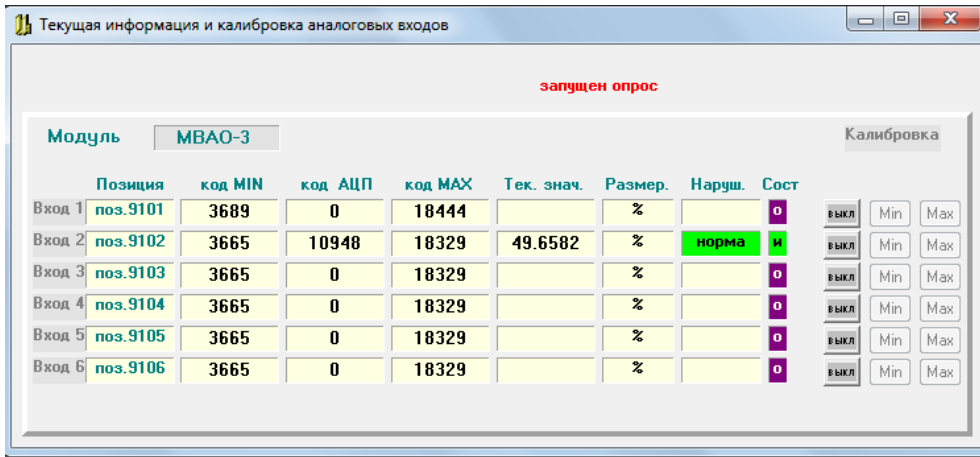 Текущая информация и калибровка аналоговых входов
запущен опрос
Модуль МВАО-3 Калибровка
Позиция код MIN код АЦП код MAX Тек. знач. Размер. Наруш. Сост
Вход 1 поз.9101 3689 0 18444 % о выкл Min Max
Вход 2 поз.9102 3665 10948 18329 49.6582 % норма и выкл Min Max
Вход 3 поз.9103 3665 0 18329 % о выкл Min Max
Вход 4 поз.9104 3665 0 18329 % о выкл Min Max
Вход 5 поз.9105 3665 0 18329 % о выкл Min Max
Вход 6 поз.9106 3665 0 18329 % о выкл Min Max